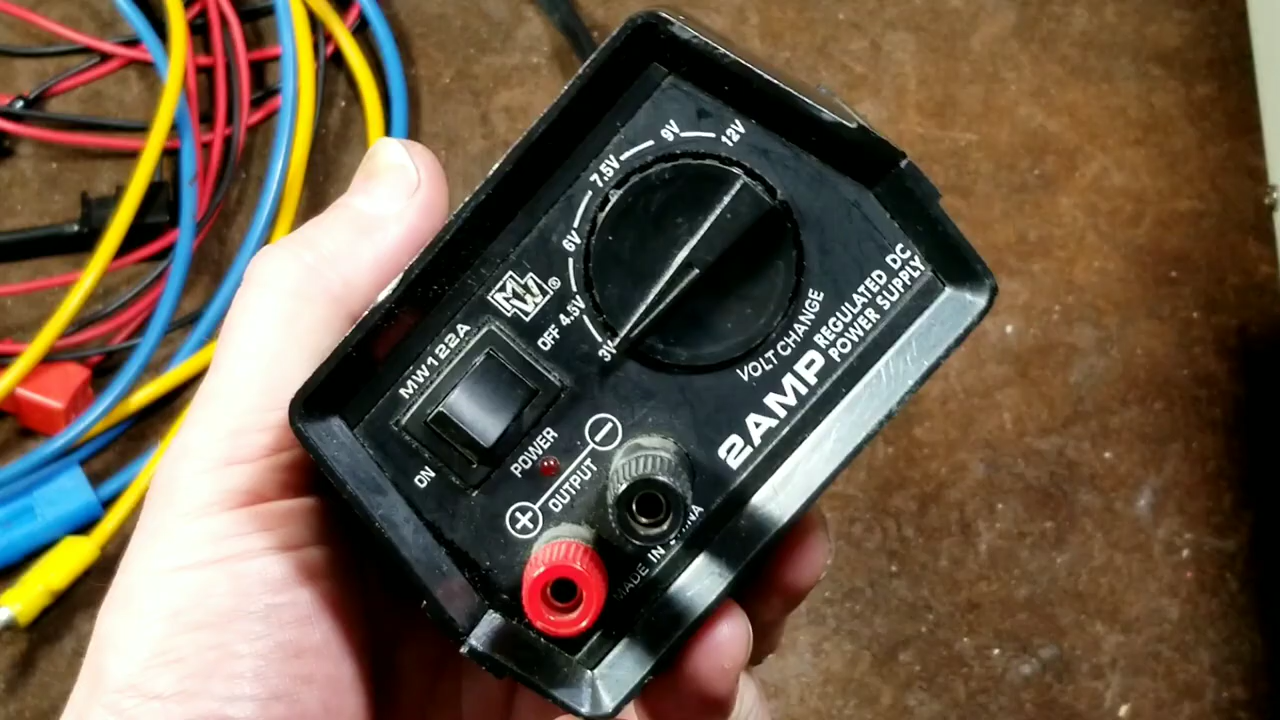 12V
9V
7.5V
6V
4.5V
3V
MW®
OFF
MW122A
ON
VOLT CHANGE
2AMP REGULATED DC
POWER SUPPLY
POWER
− 
OUTPUT
+
MADE IN